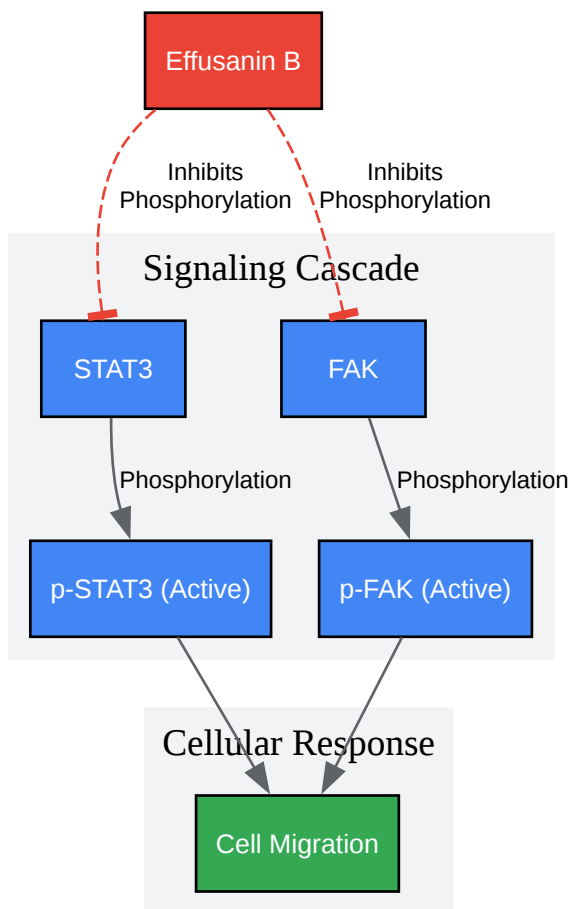 Effusanin B
Inhibits
Phosphorylation
Inhibits
Phosphorylation
Signaling Cascade
STAT3
FAK
Phosphorylation
Phosphorylation
p-STAT3 (Active)
p-FAK (Active)
Cellular Response
Cell Migration